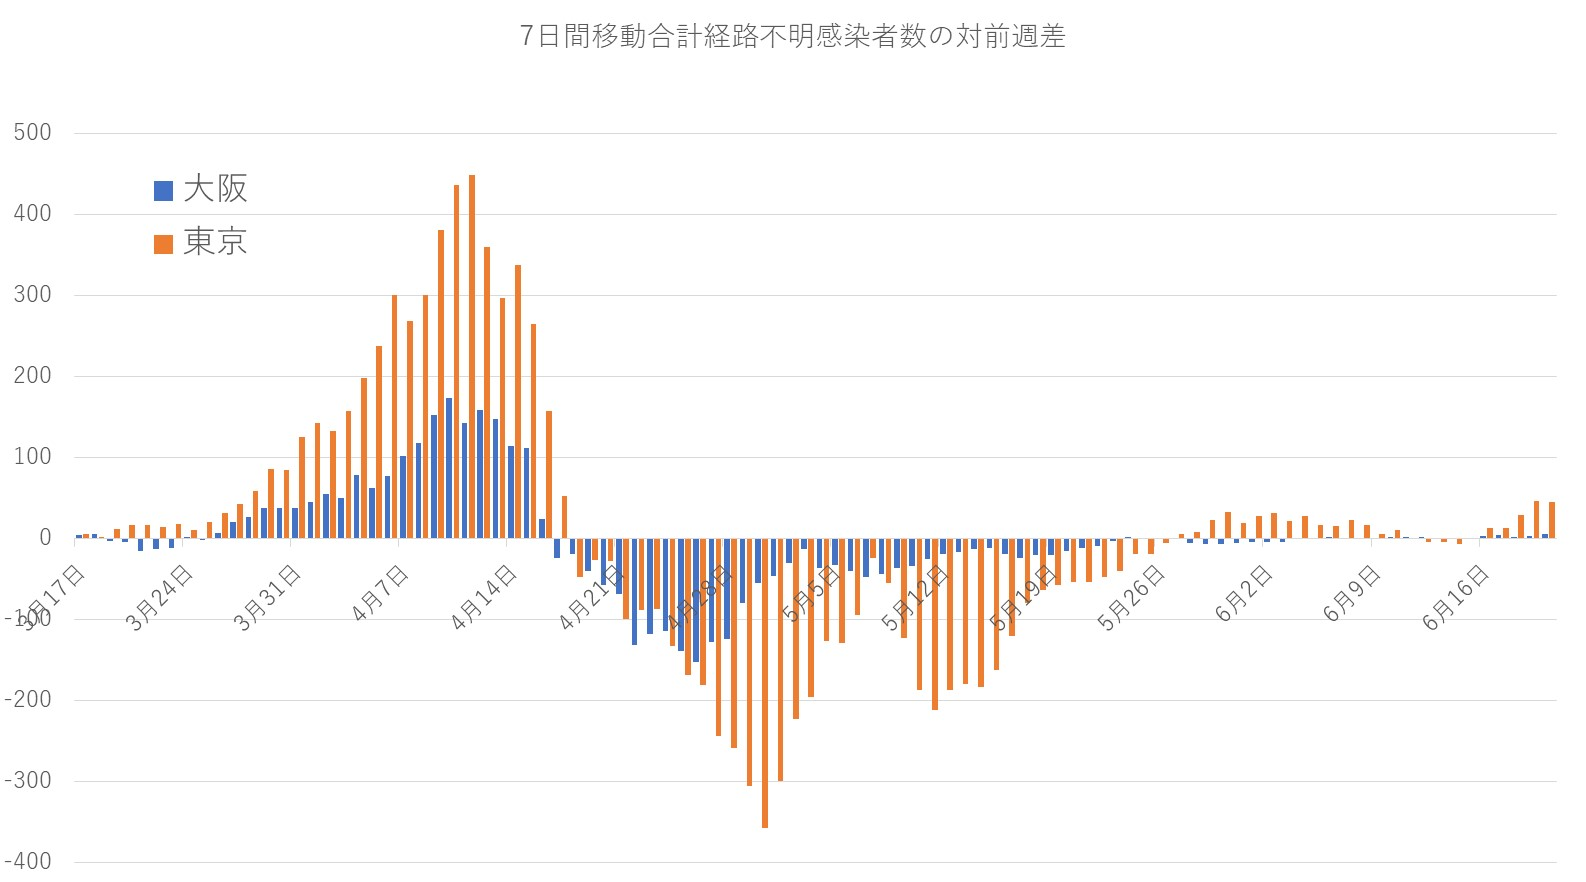 7日間移動合計経路不明感染者数の対前週差
500
400
300
200
100
0
-100
-200
-300
-400
大阪
東京
3月17日
3月24日
3月31日
4月7日
4月14日
4月21日
4月28日
5月5日
5月12日
5月19日
5月26日
6月2日
6月9日
6月16日